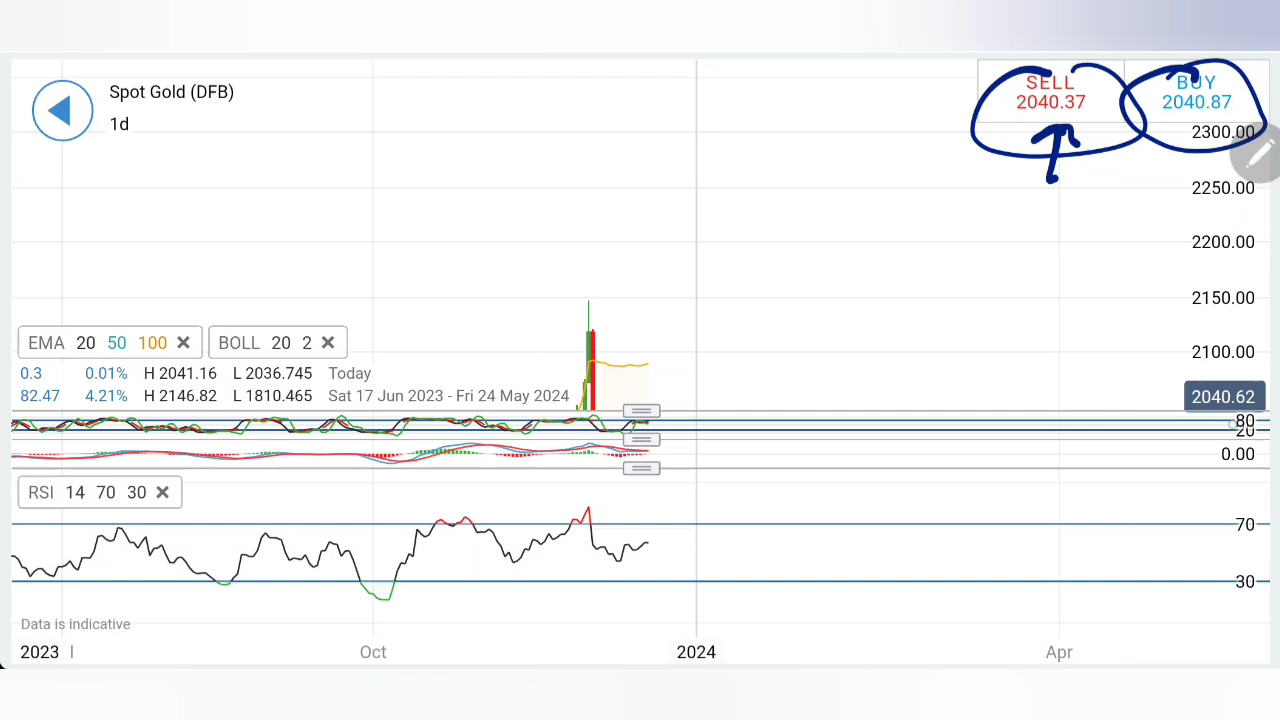 Spot Gold (DFB)
1d
SELL
2040.37
BUY
2040.87
2300.00
2250.00
2200.00
2150.00
2100.00
EMA 20 50 100 ✕
BOLL 20 2 ✕
0.3 0.01% H 2041.16 L 2036.745 Today
82.47 4.21% H 2146.82 L 1810.465 Sat 17 Jun 2023 - Fri 24 May 2024
2040.62
80
20
0.00
RSI 14 70 30 ✕
70
30
Data is indicative
2023 Oct 2024 Apr